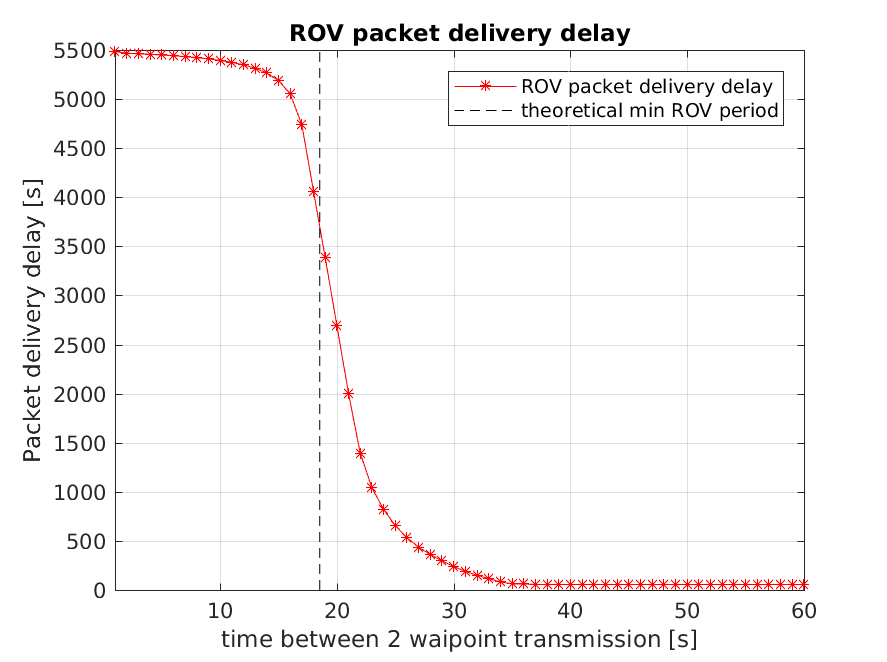 ROV packet delivery delay
5500
5000
4500
4000
3500
3000
2500
2000
1500
1000
500
0
Packet delivery delay [s]
ROV packet delivery delay
theoretical min ROV period
10 20 30 40 50 60
time between 2 waipoint transmission [s]